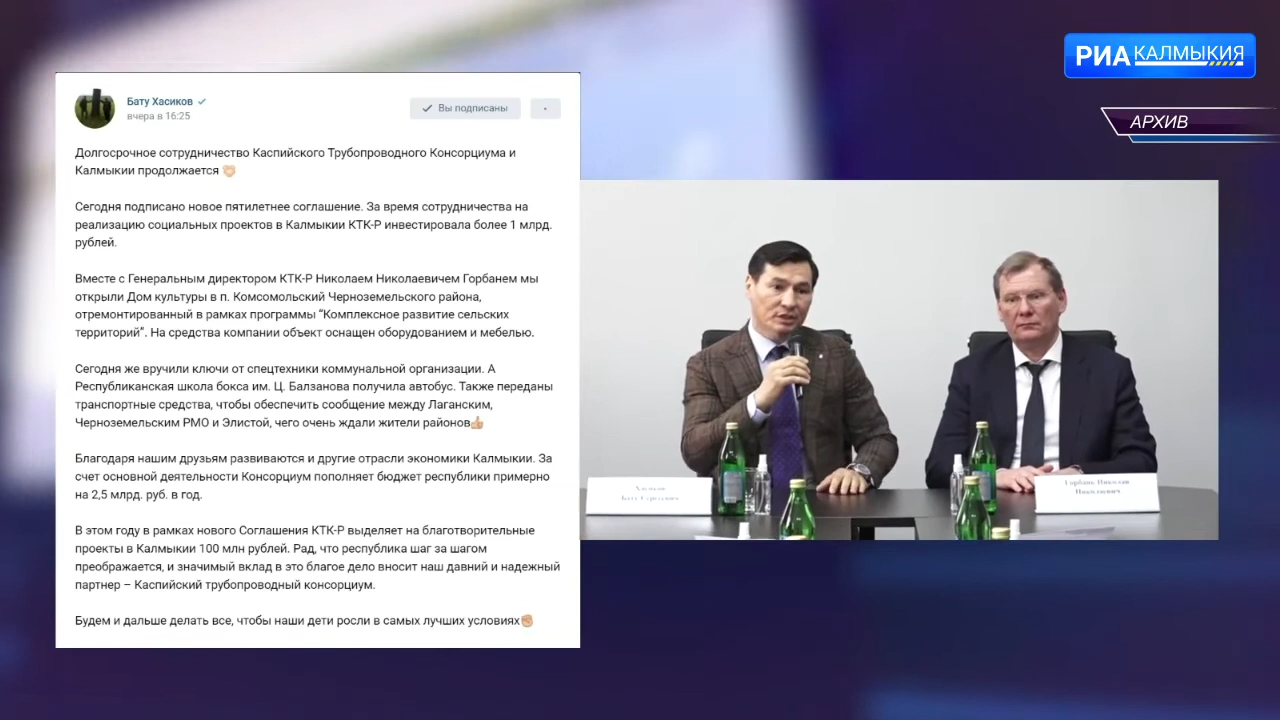 РИА КАЛМЫКИЯ
АРХИВ
Бату Хасиков
вчера в 16:25
Вы подписаны
Долгосрочное сотрудничество Каспийского Трубопроводного Консорциума и
Калмыкии продолжается
Сегодня подписано новое пятилетнее соглашение. За время сотрудничества на
реализацию социальных проектов в Калмыкии КТК-Р инвестировала более 1 млрд.
рублей.
Вместе с Генеральным директором КТК-Р Николаем Николаевичем Горбанем мы
открыли Дом культуры в п. Комсомольский Черноземельского района,
отремонтированный в рамках программы “Комплексное развитие сельских
территорий”. На средства компании объект оснащен оборудованием и мебелью.
Сегодня же вручили ключи от спецтехники коммунальной организации. А
Республиканская школа бокса им. Ц. Балзанова получила автобус. Также переданы
транспортные средства, чтобы обеспечить сообщение между Лаганским,
Черноземельским РМО и Элистой, чего очень ждали жители районов
Благодаря нашим друзьям развиваются и другие отрасли экономики Калмыкии. За
счет основной деятельности Консорциум пополняет бюджет республики примерно
на 2,5 млрд. руб. в год.
В этом году в рамках нового Соглашения КТК-Р выделяет на благотворительные
проекты в Калмыкии 100 млн рублей. Рад, что республика шаг за шагом
преображается, и значимый вклад в это благое дело вносит наш давний и надежный
партнер – Каспийский трубопроводный консорциум.
Будем и дальше делать все, чтобы наши дети росли в самых лучших условиях
Хасиков
Бату Сергеевич
Горбань Николай
Николаевич